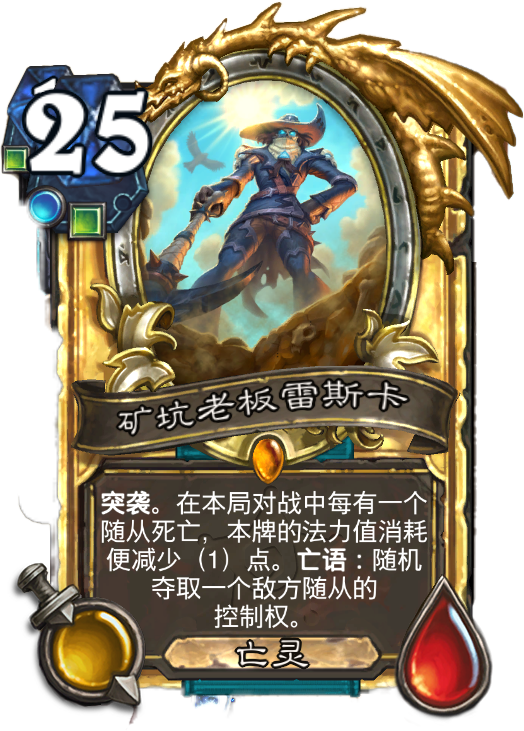 25
矿坑老板雷斯卡
突袭。在本局对战中每有一个
随从死亡，本牌的法力值消耗
便减少（1）点。亡语：随机
夺取一个敌方随从的
控制权。
亡灵